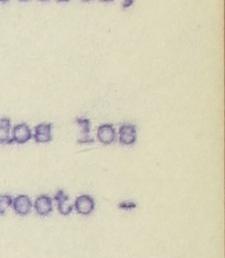 dos los
recto -